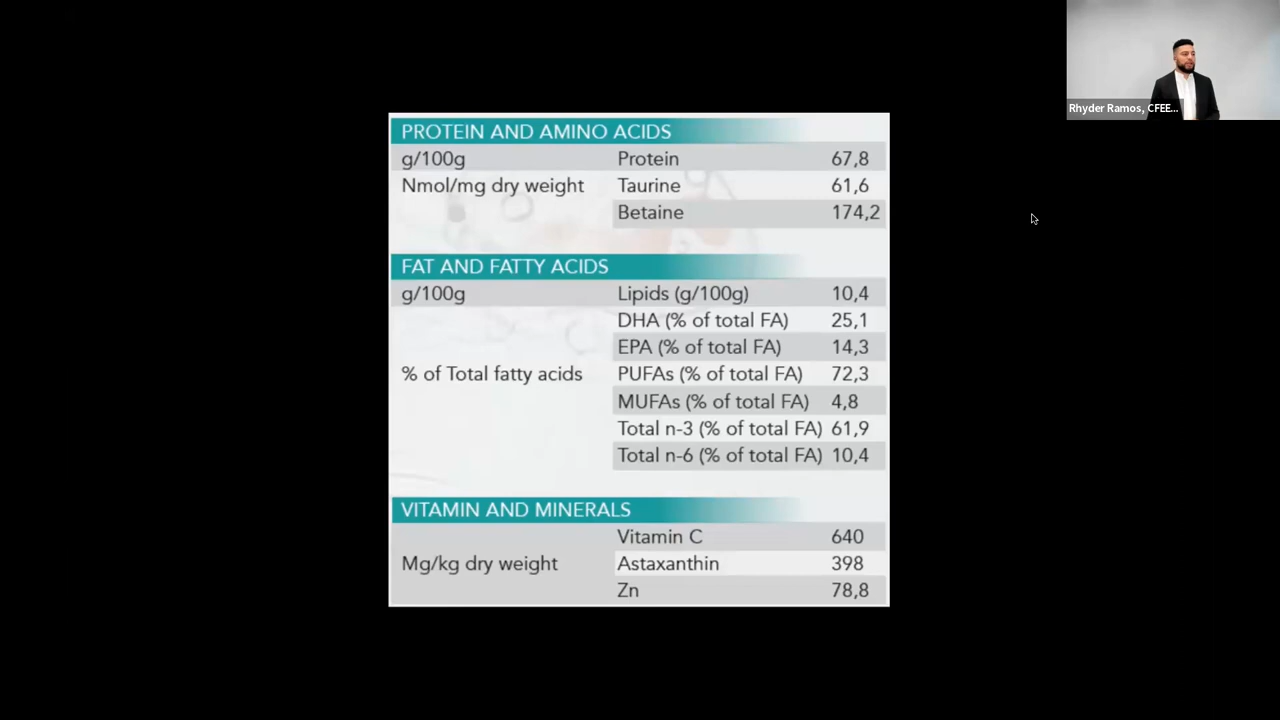 Rhyder Ramos, CFEE...
PROTEIN AND AMINO ACIDS
g/100g Protein 67,8
Nmol/mg dry weight Taurine 61,6
Betaine 174,2
FAT AND FATTY ACIDS
g/100g Lipids (g/100g) 10,4
DHA (% of total FA) 25,1
EPA (% of total FA) 14,3
% of Total fatty acids PUFAs (% of total FA) 72,3
MUFAs (% of total FA) 4,8
Total n-3 (% of total FA) 61,9
Total n-6 (% of total FA) 10,4
VITAMIN AND MINERALS
Vitamin C 640
Mg/kg dry weight Astaxanthin 398
Zn 78,8